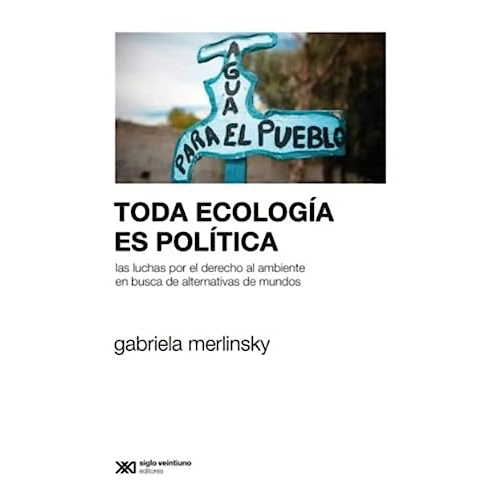 AGUA
PARA EL PUEBLO
TODA ECOLOGÍA
ES POLÍTICA
las luchas por el derecho al ambiente
en busca de alternativas de mundos
gabriela merlinsky
siglo veintiuno
editores